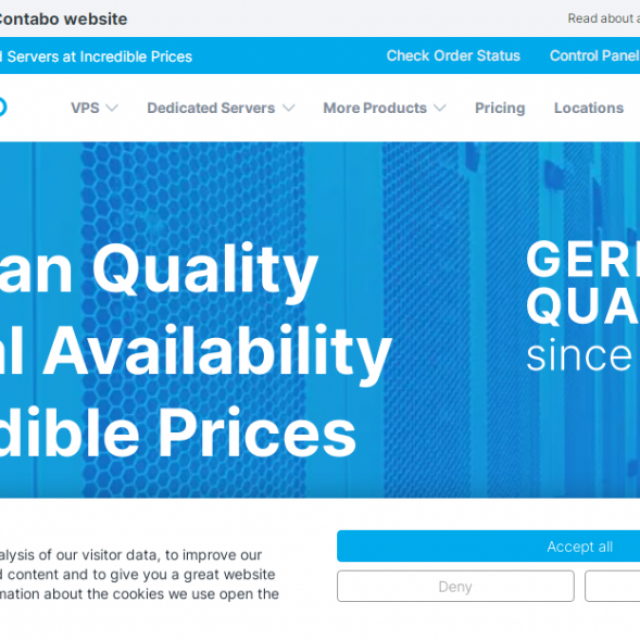 Contabo website
Read about
Servers at Incredible Prices
Check Order Status
Control Panel
VPS
Dedicated Servers
More Products
Pricing
Locations
an Quality
l Availability
dible Prices
GER
QUA
since
alysis of our visitor data, to improve our
content and to give you a great website
mation about the cookies we use open the
Accept all
Deny